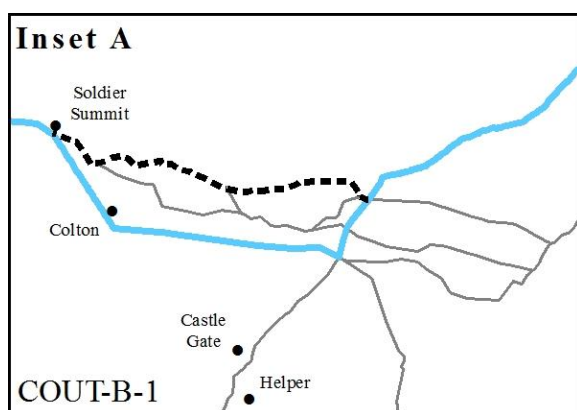 Inset A
Soldier
Summit
Colton
Castle
Gate
Helper
COUT-B-1